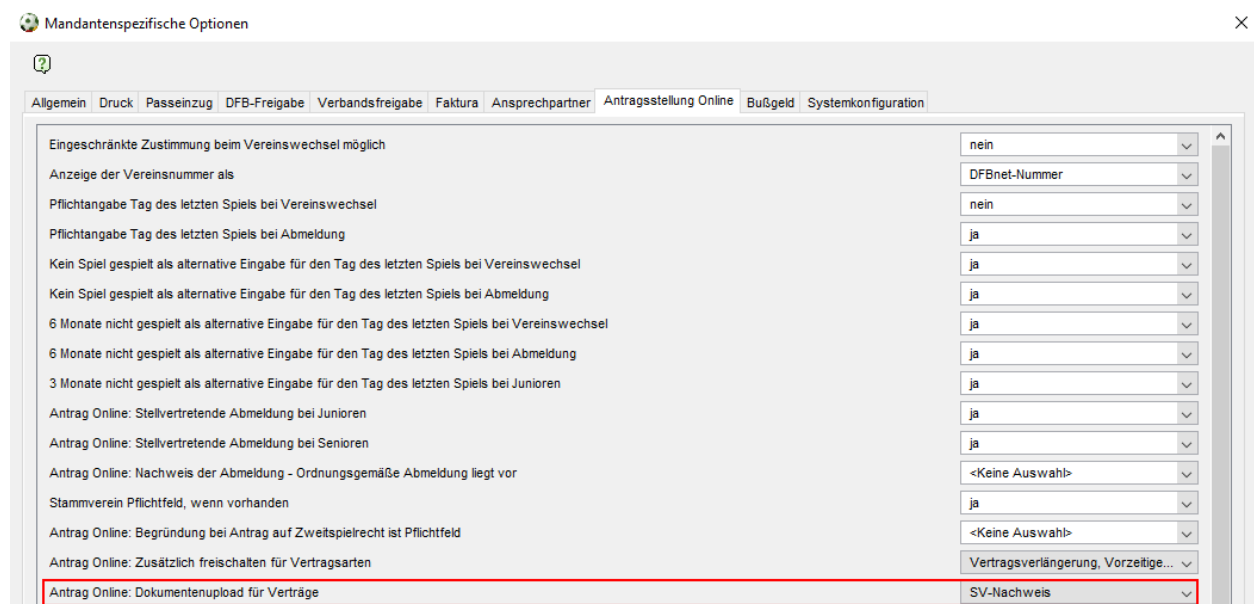 Mandantenspezifische Optionen
?
Allgemein Druck Passeinzug DFB-Freigabe Verbandsfreigabe Faktura Ansprechpartner Antragsstellung Online Bußgeld Systemkonfiguration
Eingeschränkte Zustimmung beim Vereinswechsel möglich nein
Anzeige der Vereinsnummer als DFBnet-Nummer
Pflichtangabe Tag des letzten Spiels bei Vereinswechsel nein
Pflichtangabe Tag des letzten Spiels bei Abmeldung ja
Kein Spiel gespielt als alternative Eingabe für den Tag des letzten Spiels bei Vereinswechsel ja
Kein Spiel gespielt als alternative Eingabe für den Tag des letzten Spiels bei Abmeldung ja
6 Monate nicht gespielt als alternative Eingabe für den Tag des letzten Spiels bei Vereinswechsel ja
6 Monate nicht gespielt als alternative Eingabe für den Tag des letzten Spiels bei Abmeldung ja
3 Monate nicht gespielt als alternative Eingabe für den Tag des letzten Spiels bei Junioren ja
Antrag Online: Stellvertretende Abmeldung bei Junioren ja
Antrag Online: Stellvertretende Abmeldung bei Senioren ja
Antrag Online: Nachweis der Abmeldung - Ordnungsgemäße Abmeldung liegt vor <Keine Auswahl>
Stammverein Pflichtfeld, wenn vorhanden ja
Antrag Online: Begründung bei Antrag auf Zweitspielrecht ist Pflichtfeld <Keine Auswahl>
Antrag Online: Zusätzlich freischalten für Vertragsarten Vertragsverlängerung, Vorzeitige...
Antrag Online: Dokumentenupload für Verträge SV-Nachweis